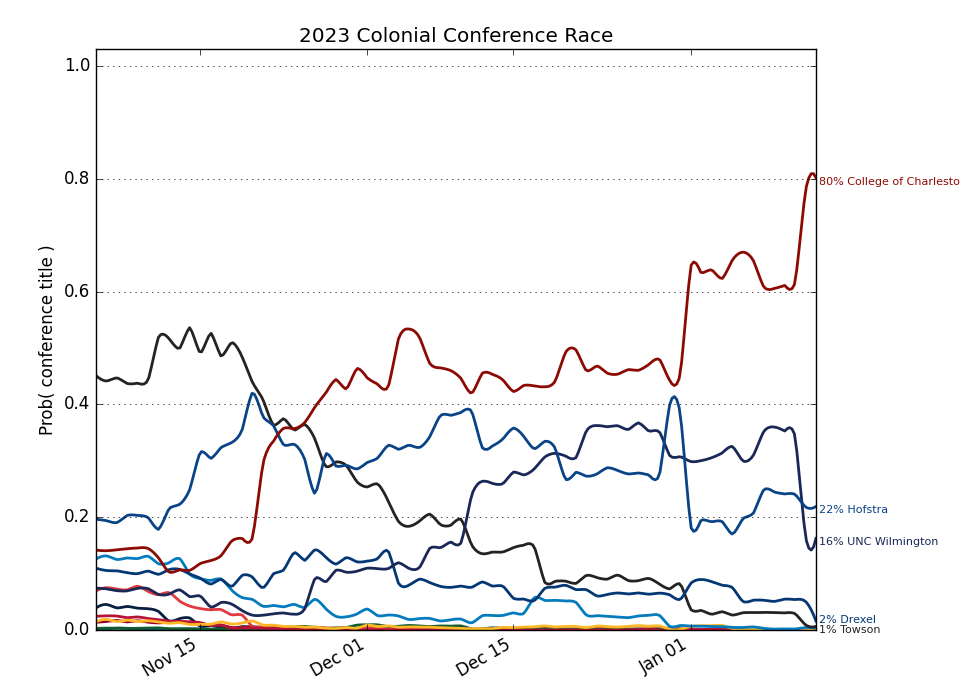 2023 Colonial Conference Race
Prob( conference title )
1.0
0.8
0.6
0.4
0.2
0.0
Nov 15
Dec 01
Dec 15
Jan 01
80% College of Charlesto
22% Hofstra
16% UNC Wilmington
2% Drexel
1% Towson